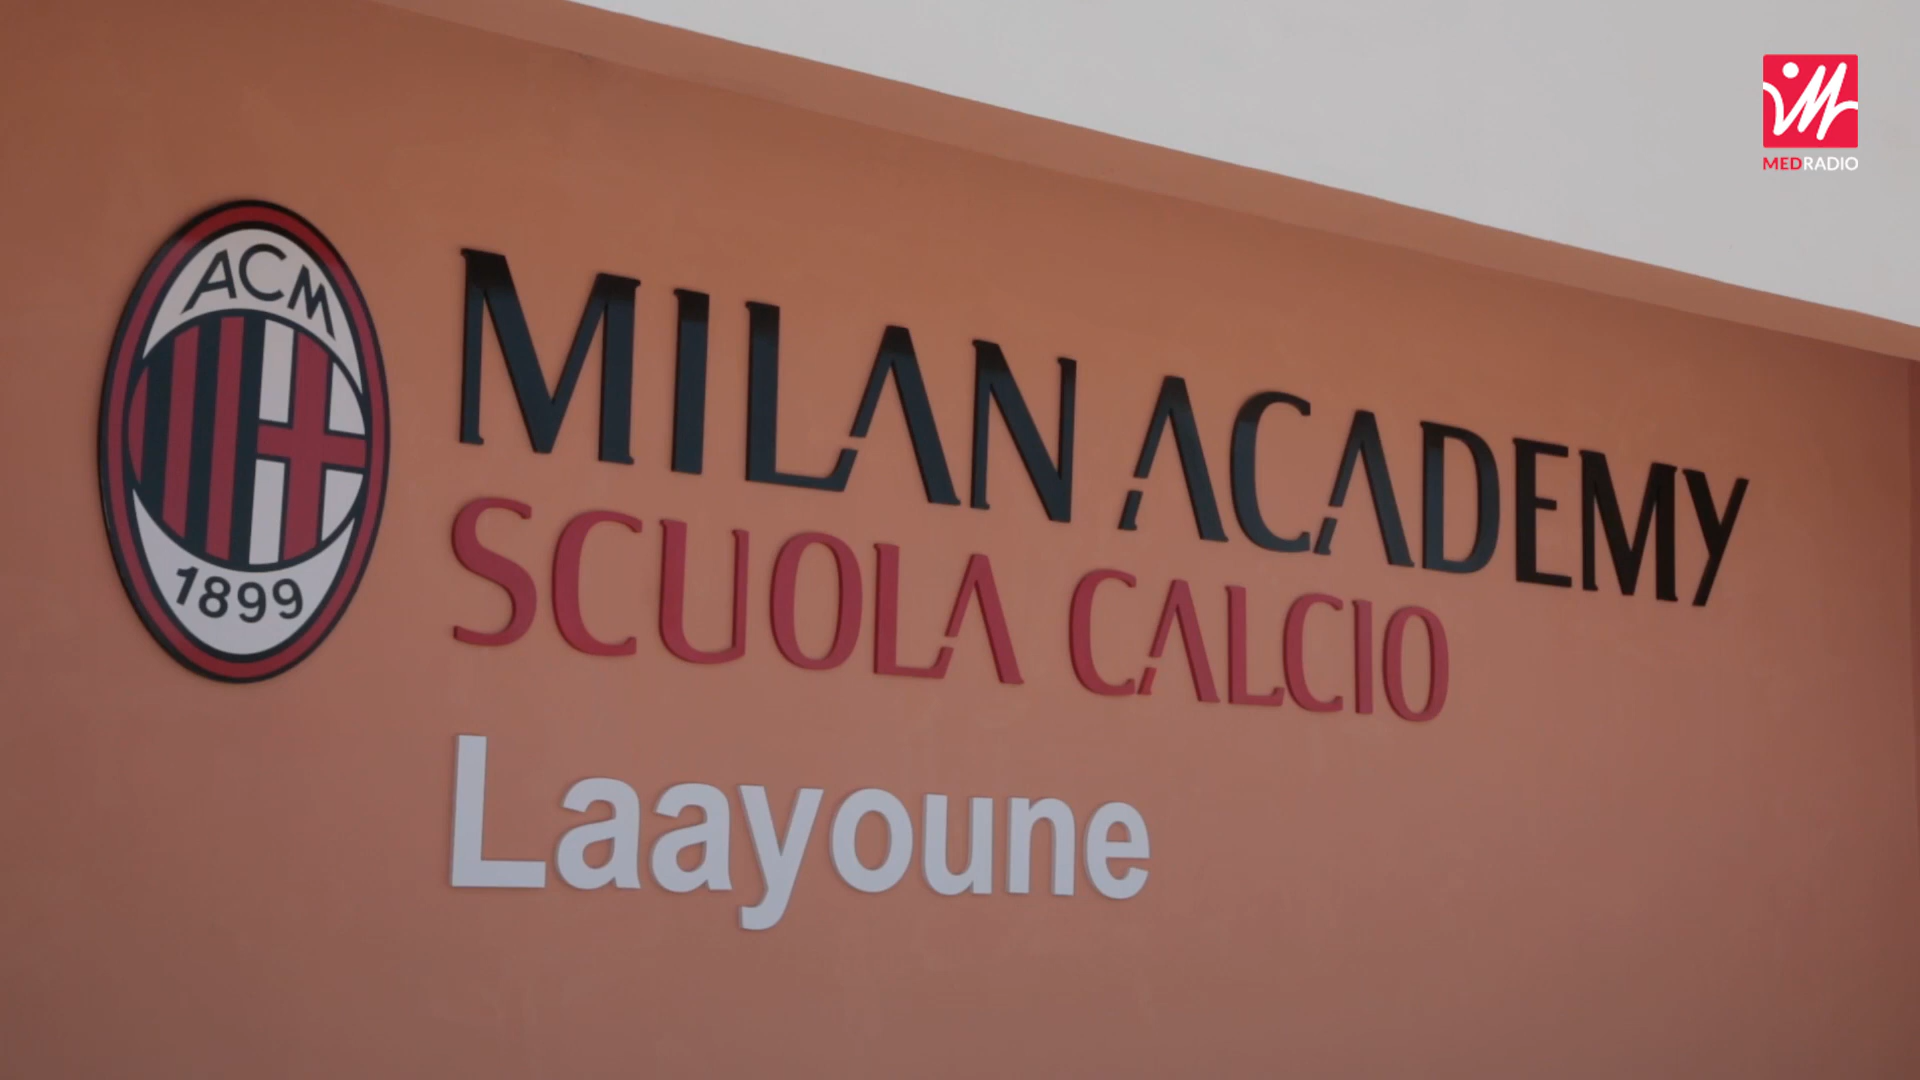 MEDRADIO
ACM
1899
MILAN ACADEMY
SCUOLA CALCIO
Laayoune